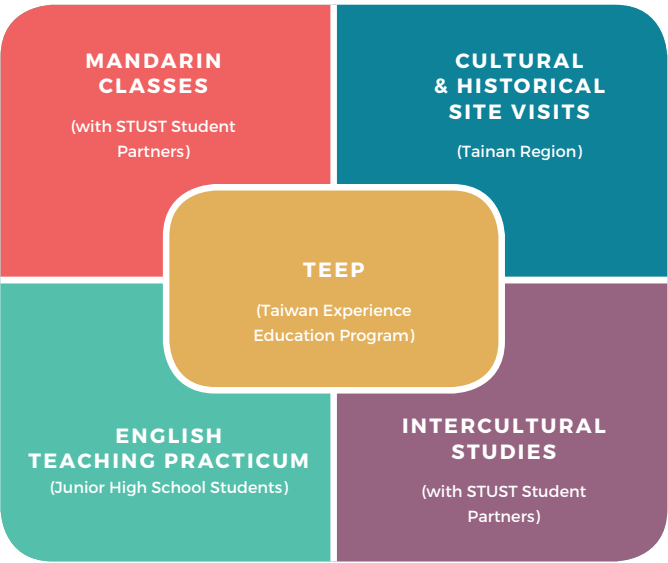 MANDARIN
CLASSES
(with STUST Student
Partners)
CULTURAL
& HISTORICAL
SITE VISITS
(Tainan Region)
TEEP
(Taiwan Experience
Education Program)
ENGLISH
TEACHING PRACTICUM
(Junior High School Students)
INTERCULTURAL
STUDIES
(with STUST Student
Partners)